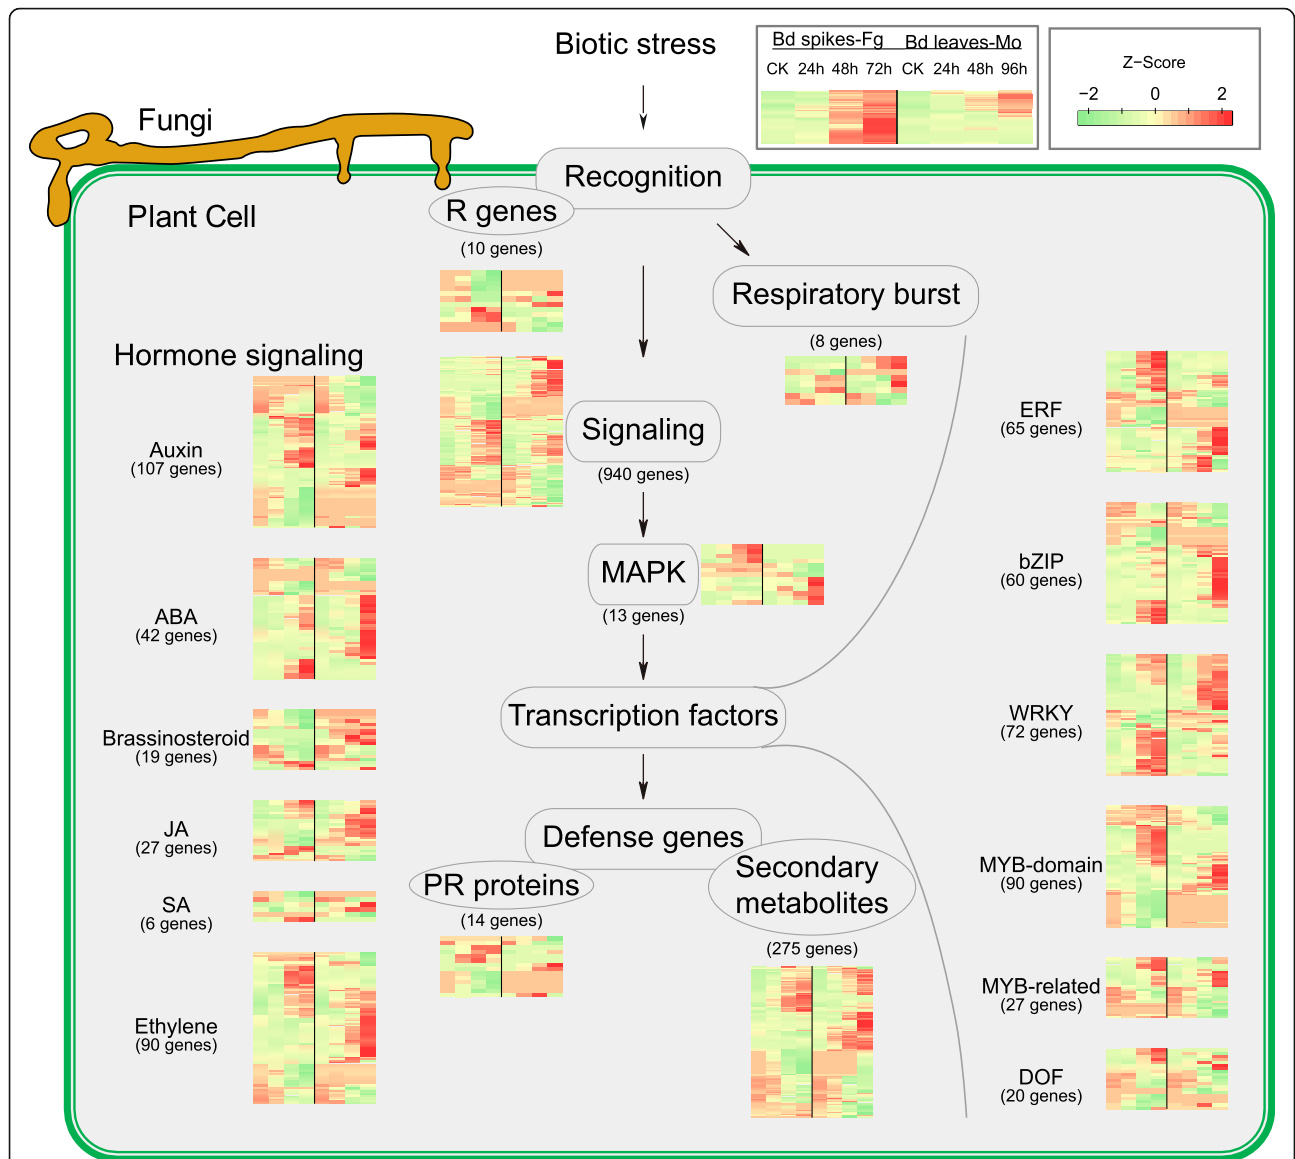 Biotic stress
Bd spikes-Fg Bd leaves-Mo
CK 24h 48h 72h CK 24h 48h 96h
Z−Score
−2 0 2
Fungi
Plant Cell
Recognition
R genes
(10 genes)
Respiratory burst
(8 genes)
Hormone signaling
Auxin
(107 genes)
ABA
(42 genes)
Brassinosteroid
(19 genes)
JA
(27 genes)
SA
(6 genes)
Ethylene
(90 genes)
Signaling
(940 genes)
MAPK
(13 genes)
Transcription factors
Defense genes
PR proteins
(14 genes)
Secondary
metabolites
(275 genes)
ERF
(65 genes)
bZIP
(60 genes)
WRKY
(72 genes)
MYB-domain
(90 genes)
MYB-related
(27 genes)
DOF
(20 genes)